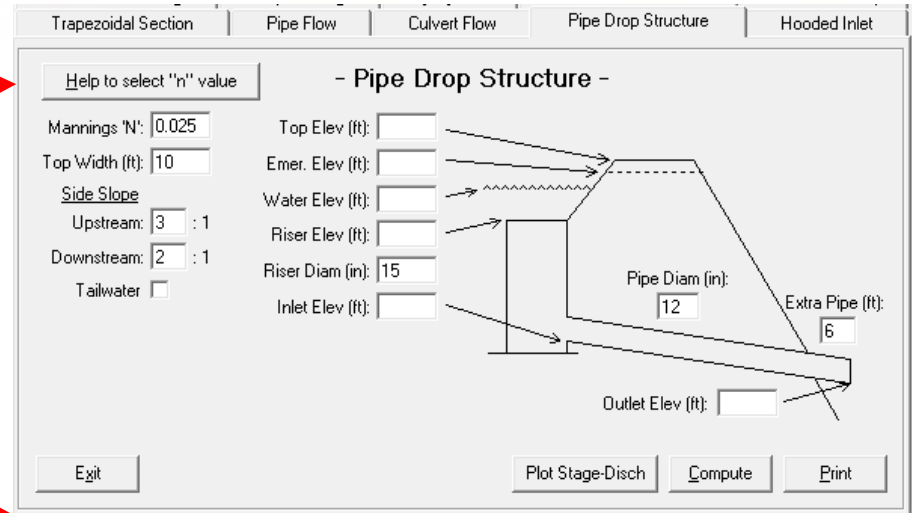 Trapezoidal Section Pipe Flow Culvert Flow Pipe Drop Structure Hooded Inlet
Help to select "n" value
- Pipe Drop Structure -
Mannings 'N': 0.025
Top Width (ft): 10
Side Slope
Upstream: 3 : 1
Downstream: 2 : 1
Tailwater
Top Elev (ft):
Emer. Elev (ft):
Water Elev (ft):
Riser Elev (ft):
Riser Diam (in): 15
Inlet Elev (ft):
Pipe Diam (in):
12
Extra Pipe (ft):
6
Outlet Elev (ft):
Exit Plot Stage-Disch Compute Print